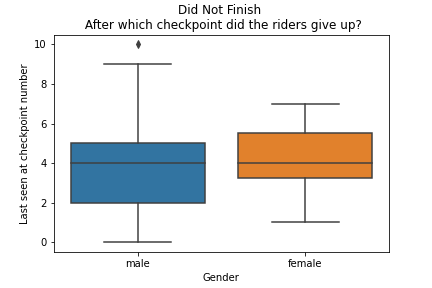 Did Not Finish
After which checkpoint did the riders give up?
10
8
6
4
2
0
Last seen at checkpoint number
male
female
Gender